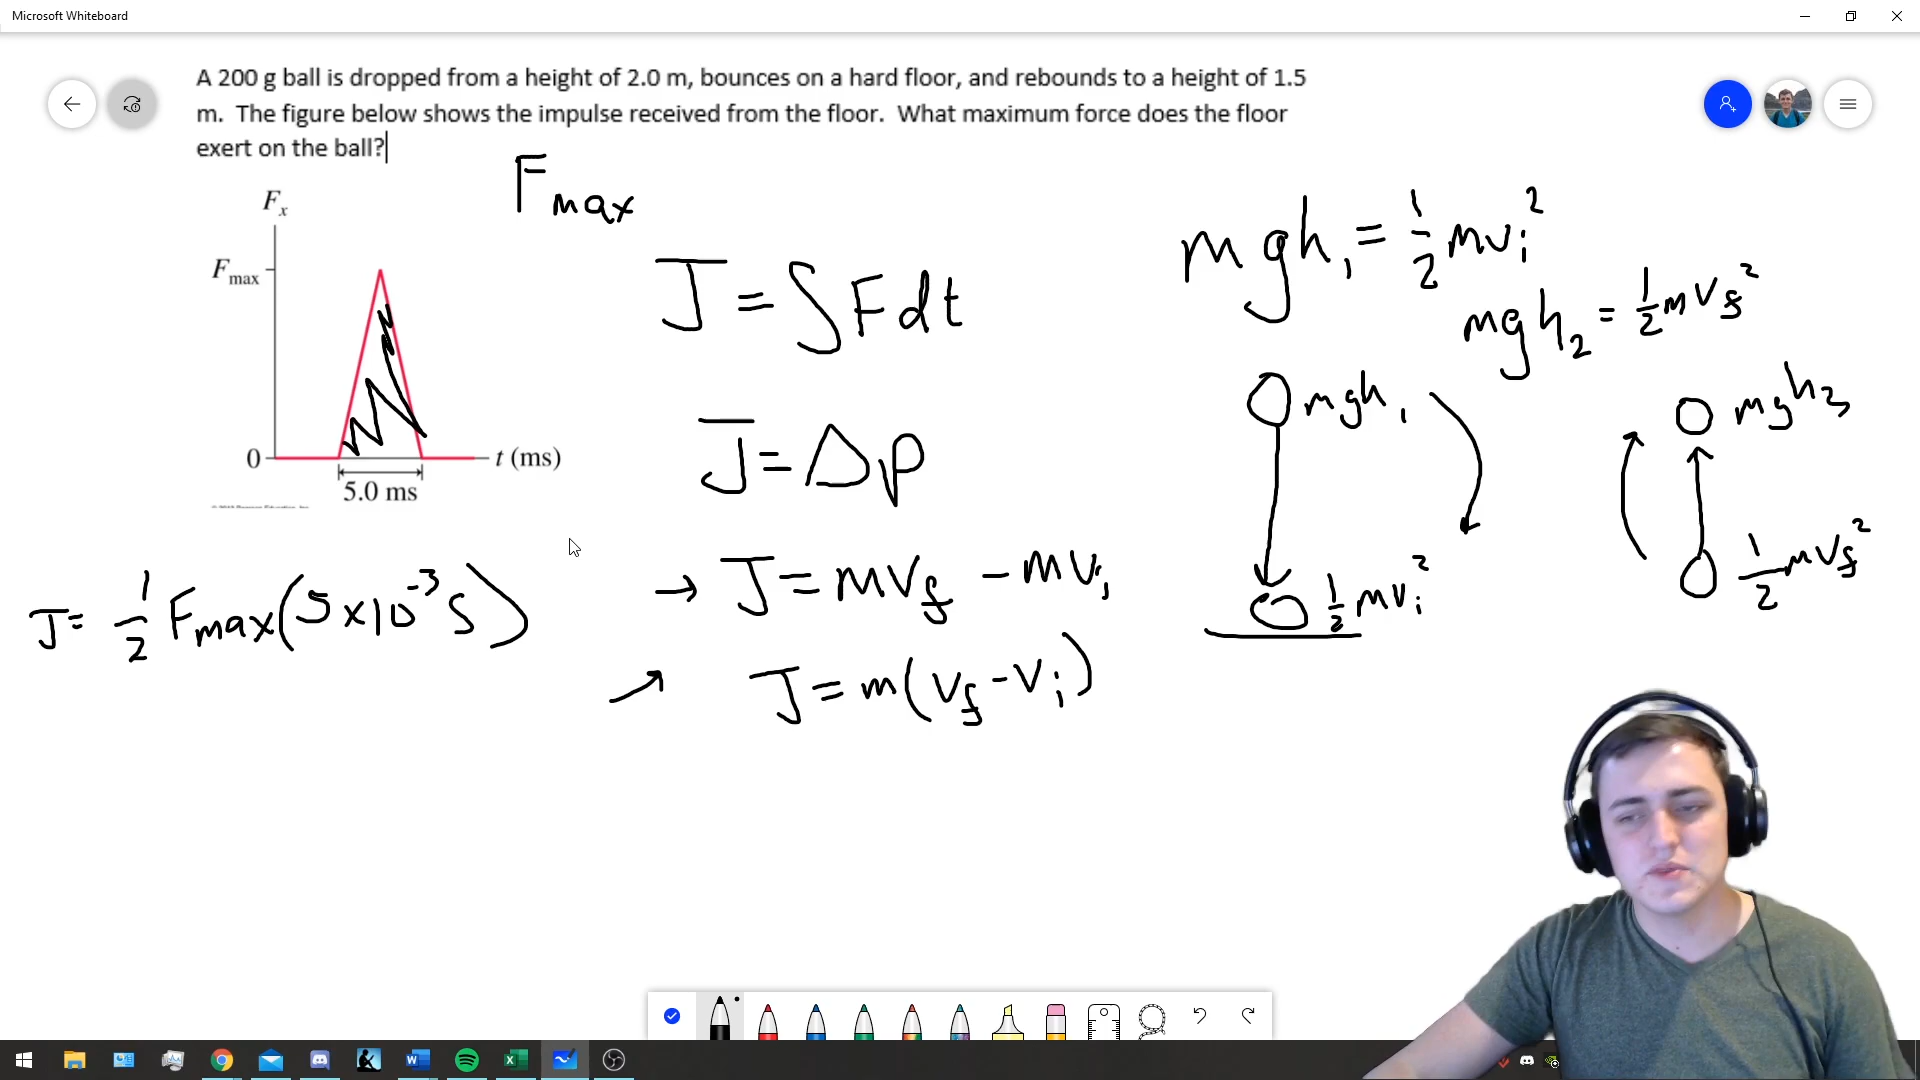 Microsoft Whiteboard
A 200 g ball is dropped from a height of 2.0 m, bounces on a hard floor, and rebounds to a height of 1.5
m. The figure below shows the impulse received from the floor. What maximum force does the floor
exert on the ball?
F_max
F_x
F_max
0
t (ms)
5.0 ms
J = ∫F dt
J = Δp
→ J = mv_f - mv_i
→ J = m(v_f - v_i)
J = 1/2 F_max(5 x 10^-3 s)
mgh_1 = 1/2 mv_i^2
mgh_2 = 1/2 mv_f^2
mgh_1
1/2 mv_i^2
mgh_2
1/2 mv_f^2